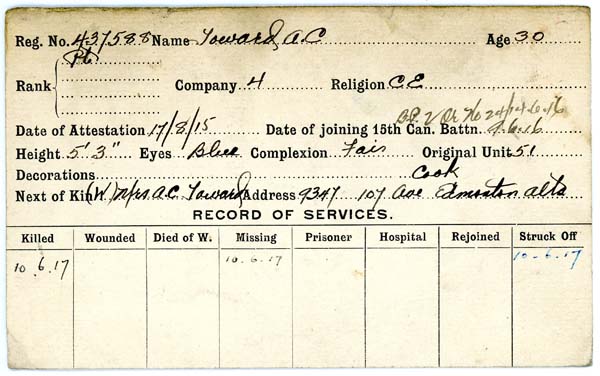 Reg. No. 437588 Name Toward, A.C Age 30
Rank Pte. Company 4 Religion C.E
Date of Attestation 17/8/15 Date of joining 15th Can. Battn. 9.6.16
Height 5' 3" Eyes Blue Complexion Fair Original Unit 51
Decorations Cook
Next of Kin (W) Mrs A.C. Toward Address 9347 107 Ave Edmonton Alta
RECORD OF SERVICES.
Killed Wounded Died of W. Missing Prisoner Hospital Rejoined Struck Off
10.6.17 10.6.17 10-6-17